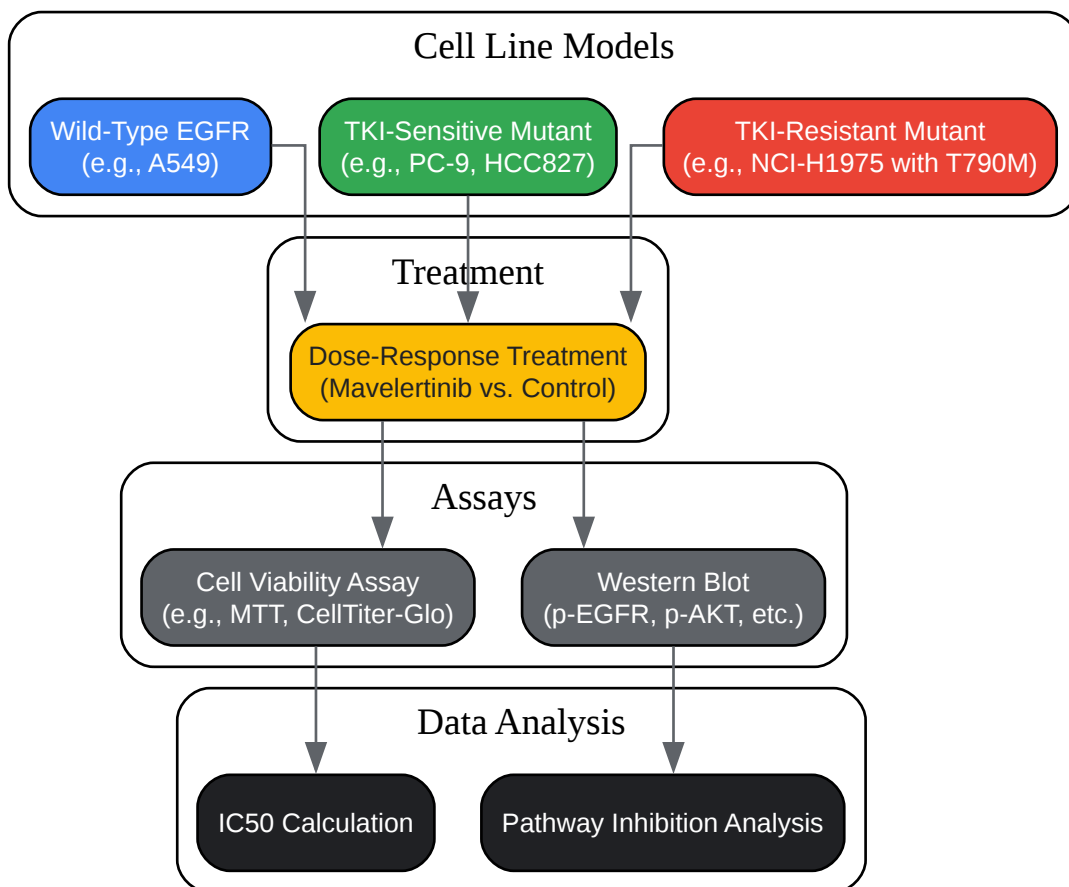 Cell Line Models
Wild-Type EGFR
(e.g., A549)
TKI-Sensitive Mutant
(e.g., PC-9, HCC827)
TKI-Resistant Mutant
(e.g., NCI-H1975 with T790M)
Treatment
Dose-Response Treatment
(Mavelertinib vs. Control)
Assays
Cell Viability Assay
(e.g., MTT, CellTiter-Glo)
Western Blot
(p-EGFR, p-AKT, etc.)
Data Analysis
IC50 Calculation
Pathway Inhibition Analysis